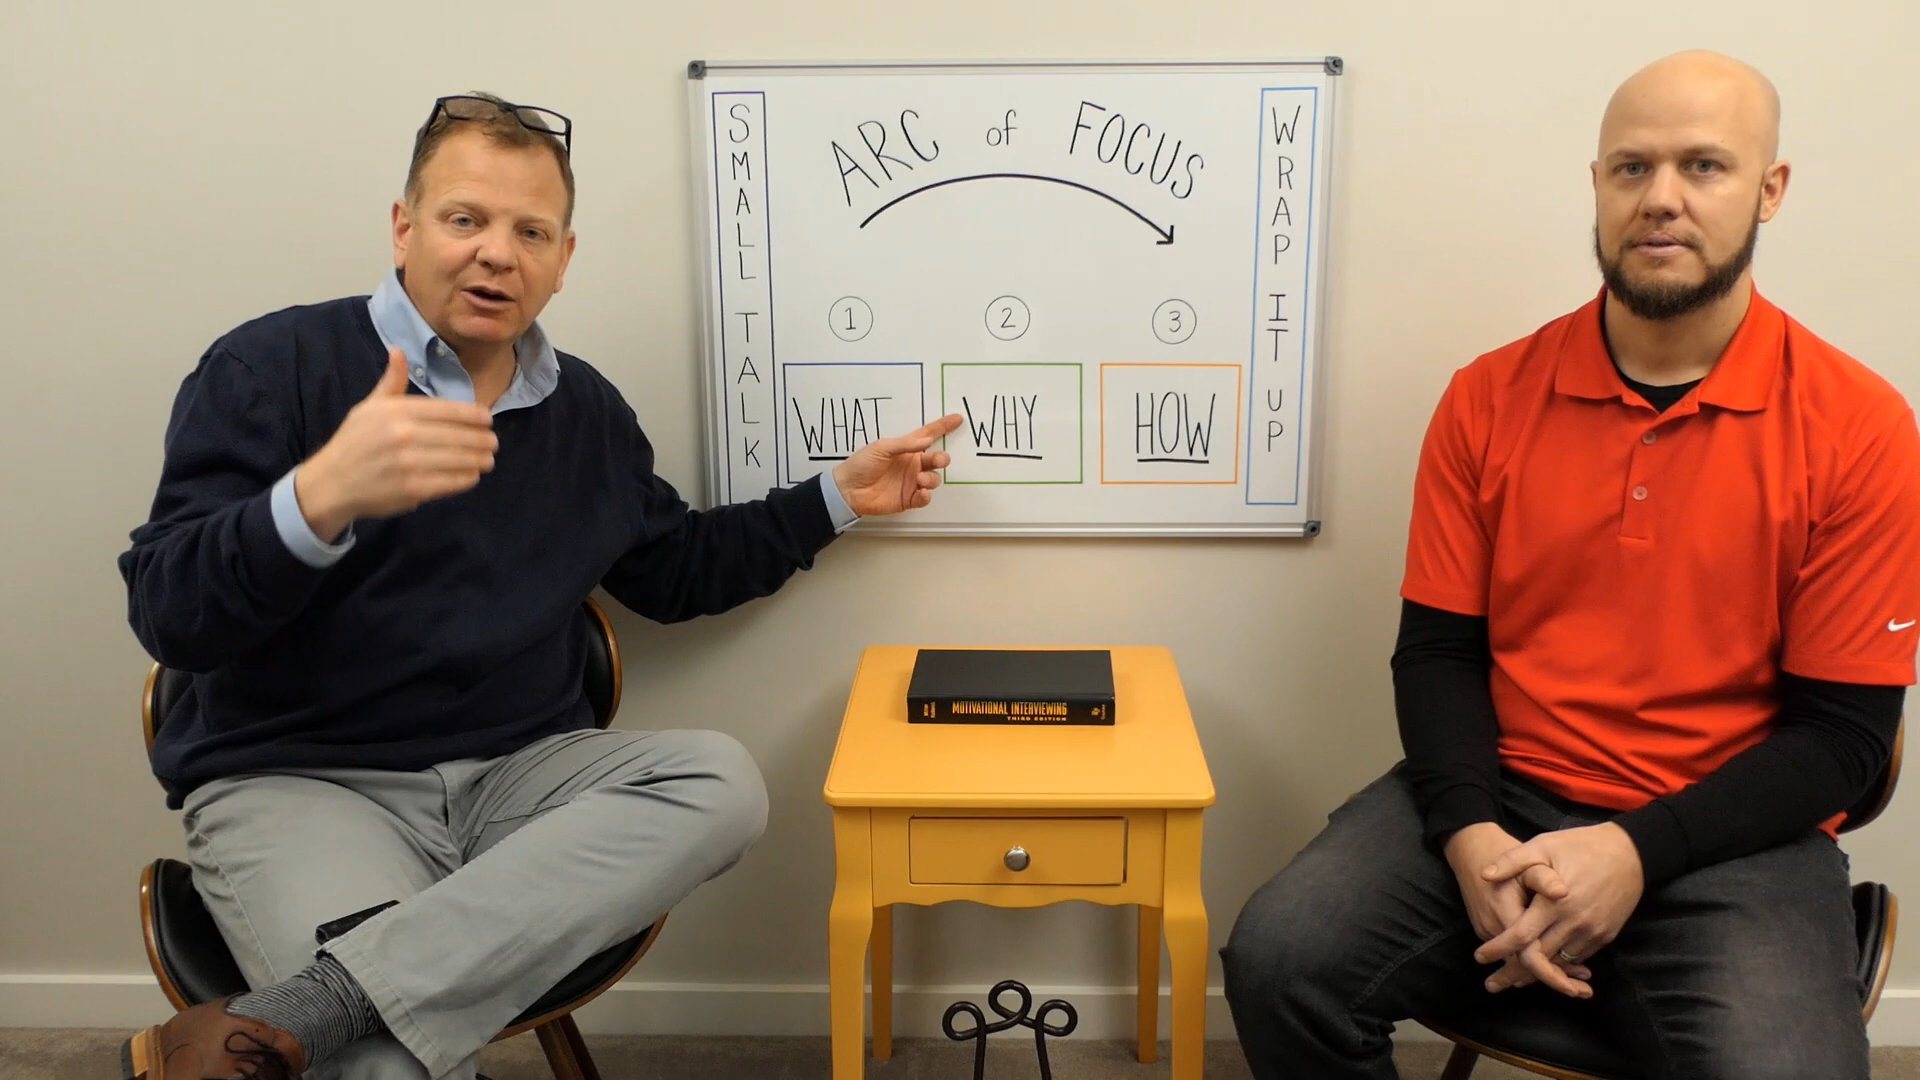 SMALL TALK
ARC of FOCUS
WRAP IT UP
1 2 3
WHAT WHY HOW
MOTIVATIONAL INTERVIEWING
THIRD EDITION